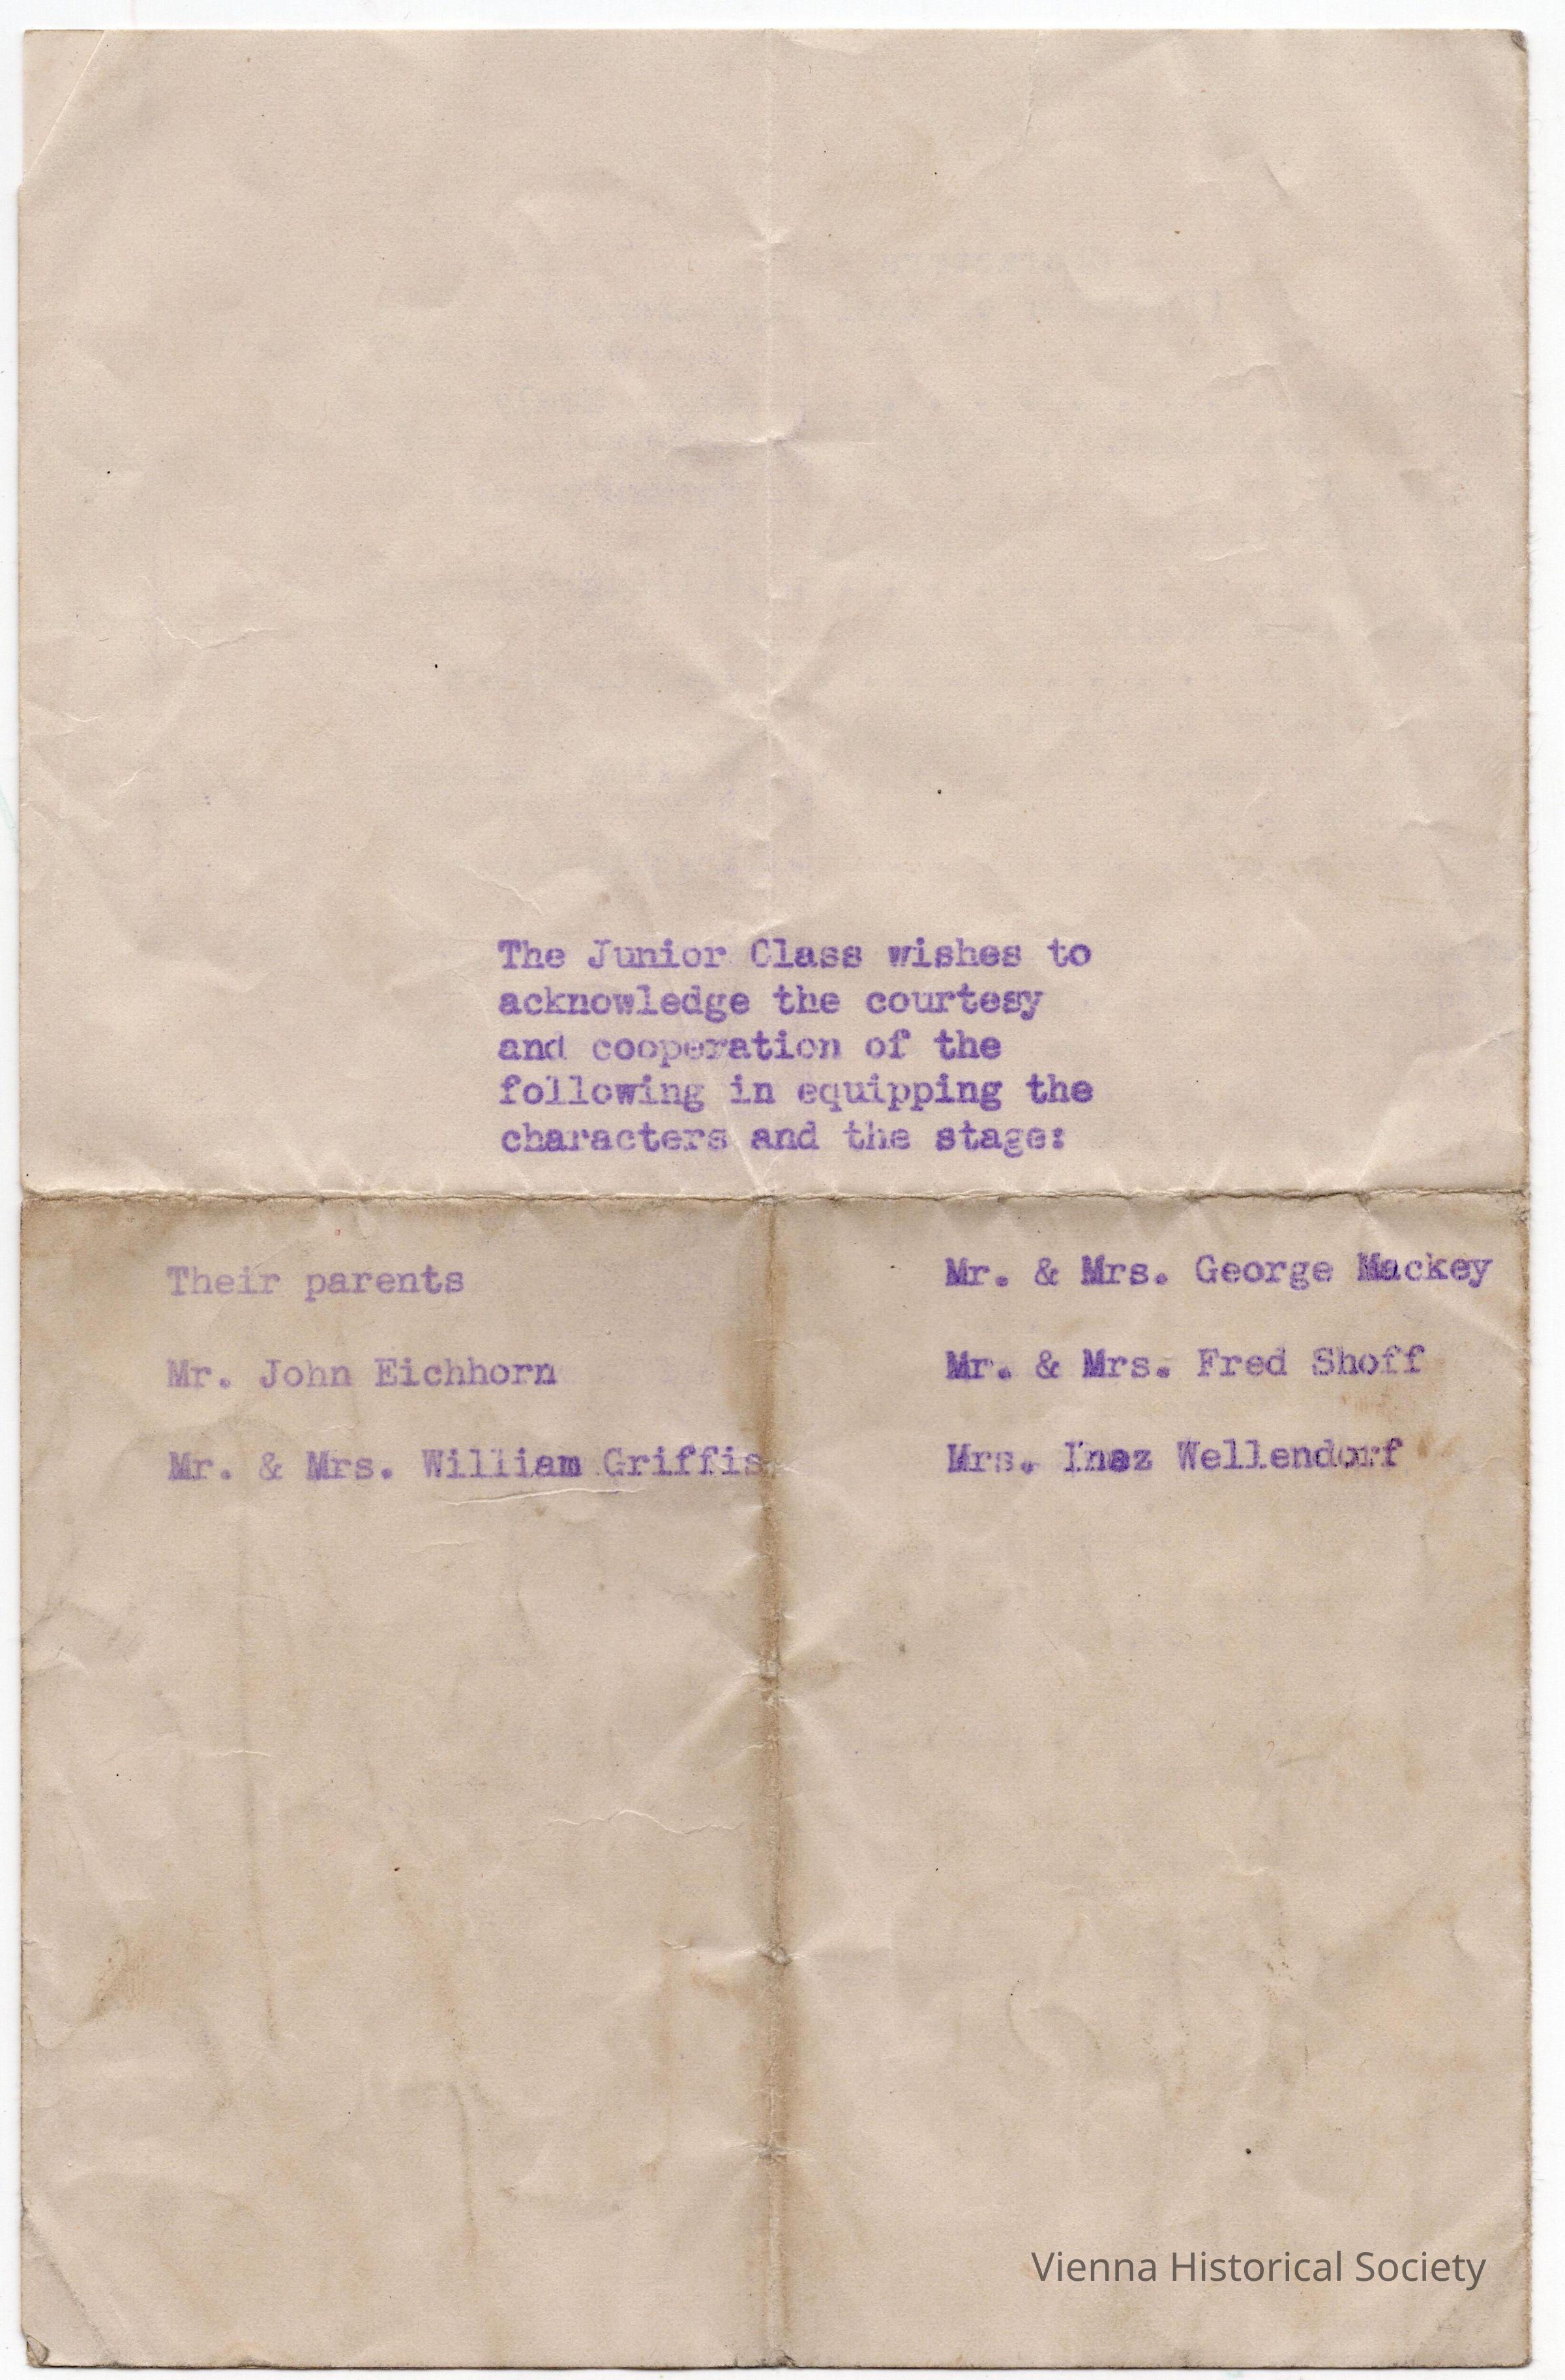 The Junior Class wishes to
acknowledge the courtesy
and cooperation of the
following in equipping the
characters and the stage:
Their parents
Mr. John Eichhorn
Mr. & Mrs. William Griffis
Mr. & Mrs. George Mackey
Mr. & Mrs. Fred Shoff
Mrs. Inez Wellendorf
Vienna Historical Society